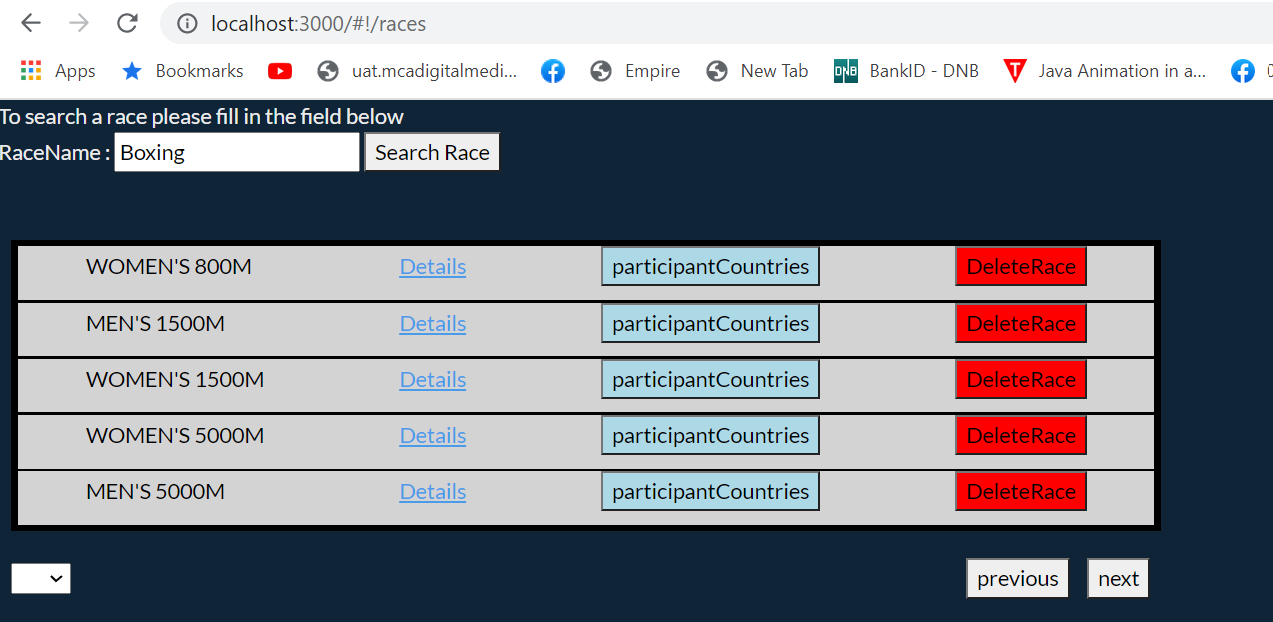 localhost:3000/#!/races
Apps Bookmarks uat.mcadigitalmedi... Empire New Tab DNB BankID - DNB Java Animation in a...
To search a race please fill in the field below
RaceName : Boxing Search Race
WOMEN'S 800M Details participantCountries DeleteRace
MEN'S 1500M Details participantCountries DeleteRace
WOMEN'S 1500M Details participantCountries DeleteRace
WOMEN'S 5000M Details participantCountries DeleteRace
MEN'S 5000M Details participantCountries DeleteRace
previous next